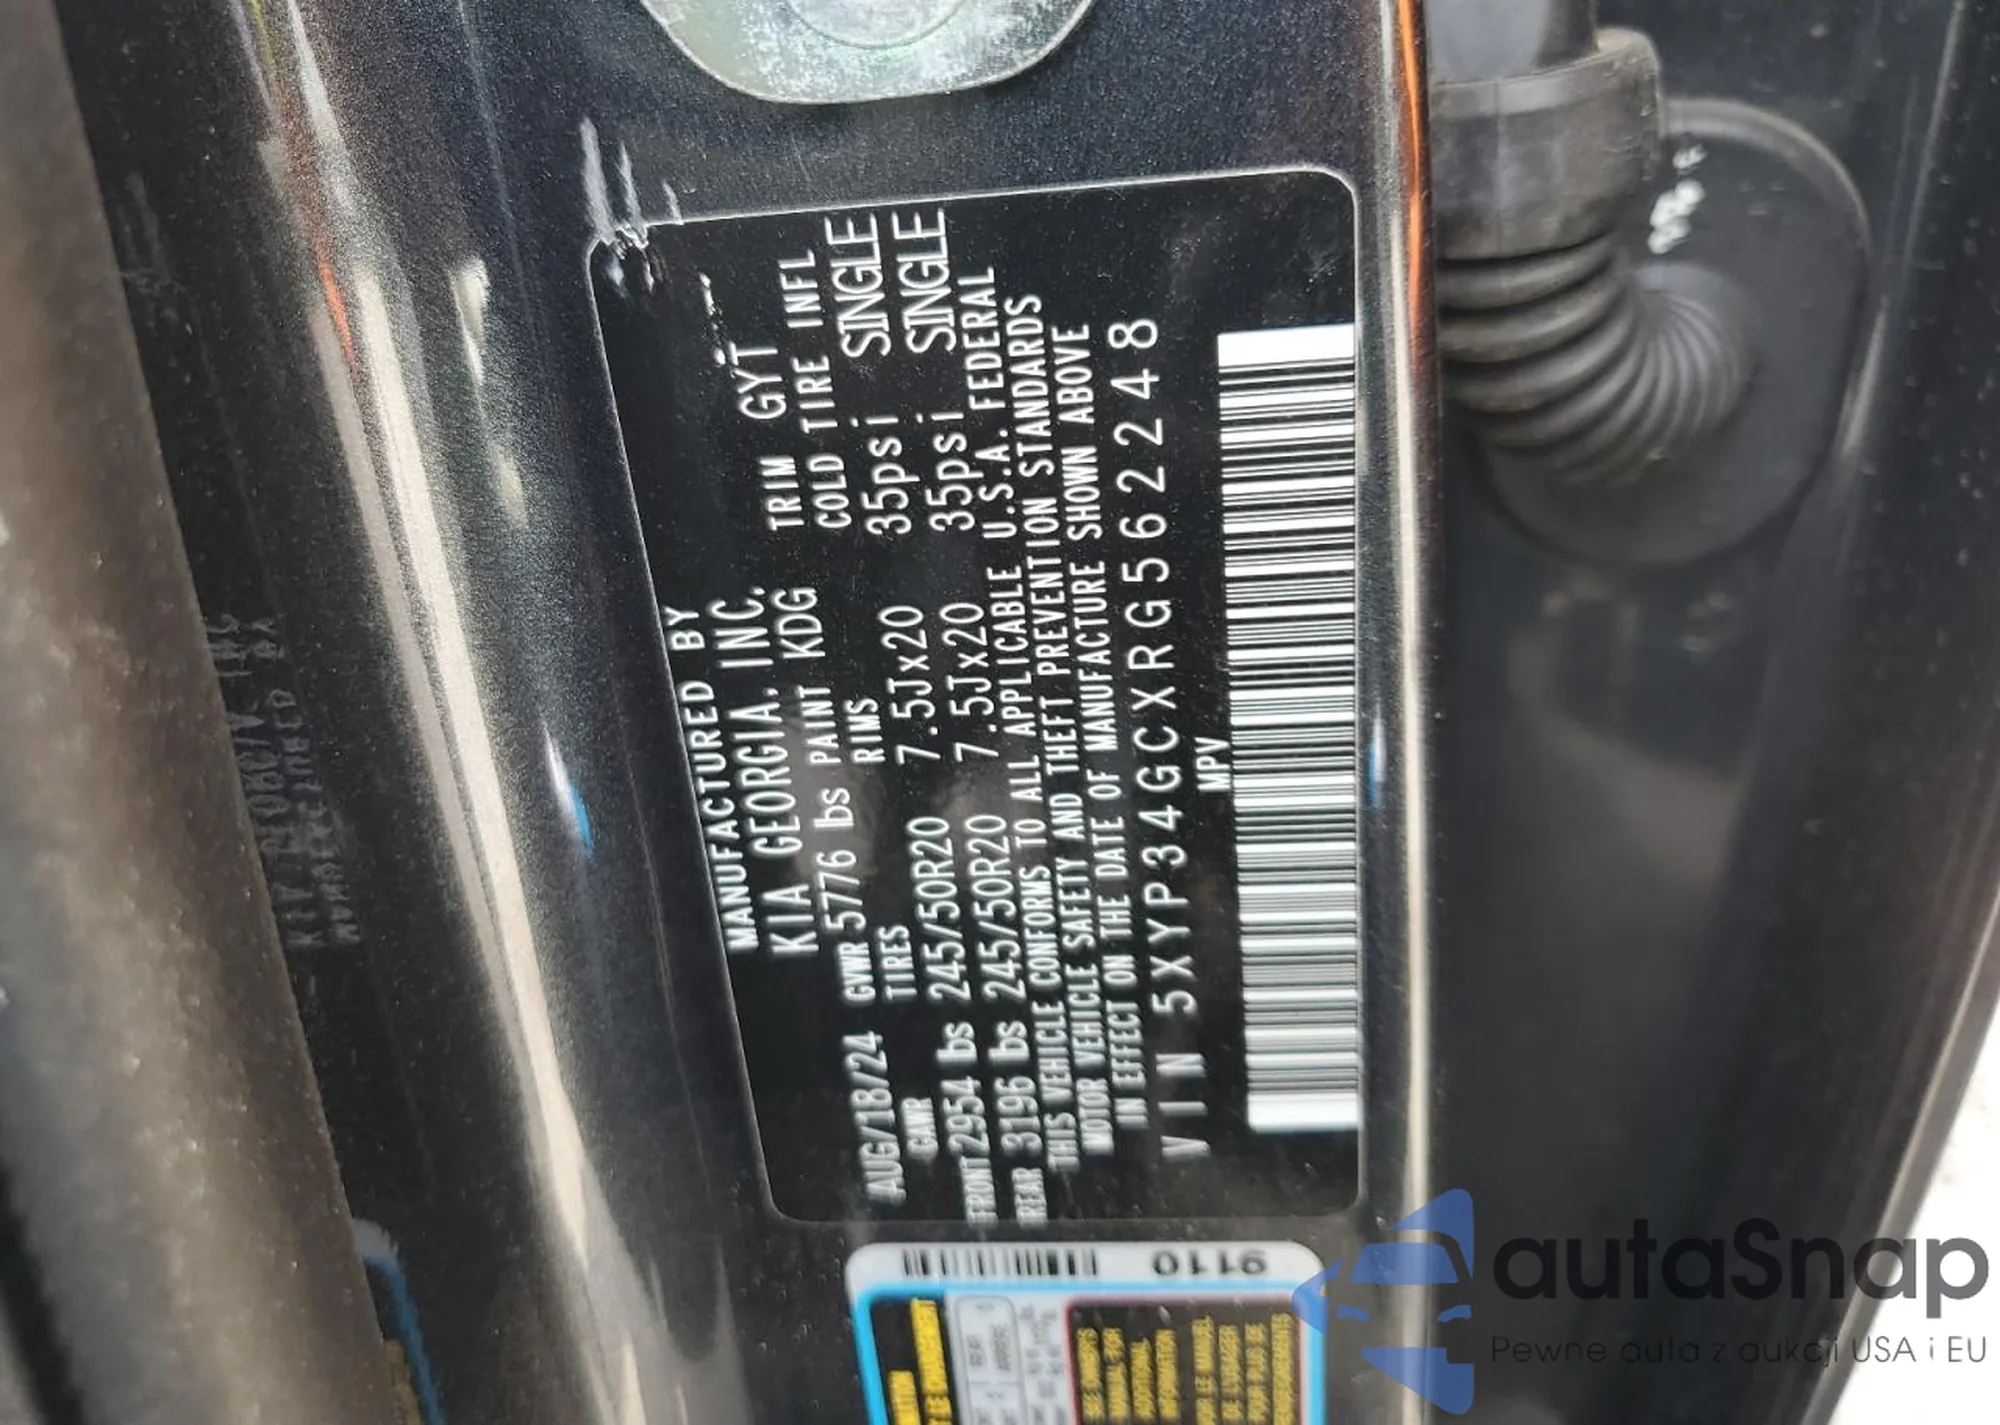 MANUFACTURED BY
KIA GEORGIA, INC.
AUG/18/24 GVWR 5776 lbs PAINT KDG TRIM GYT
GAWR TIRES RIMS COLD TIRE INFL
FRONT 2954 lbs 245/50R20 7.5Jx20 35psi SINGLE
REAR 3196 lbs 245/50R20 7.5Jx20 35psi SINGLE
THIS VEHICLE CONFORMS TO ALL APPLICABLE U.S.A. FEDERAL
MOTOR VEHICLE SAFETY AND THEFT PREVENTION STANDARDS
IN EFFECT ON THE DATE OF MANUFACTURE SHOWN ABOVE
VIN 5XYP34GCXRG562248
MPV
9110
autaSnap
Pewne auta z aukcji USA i EU